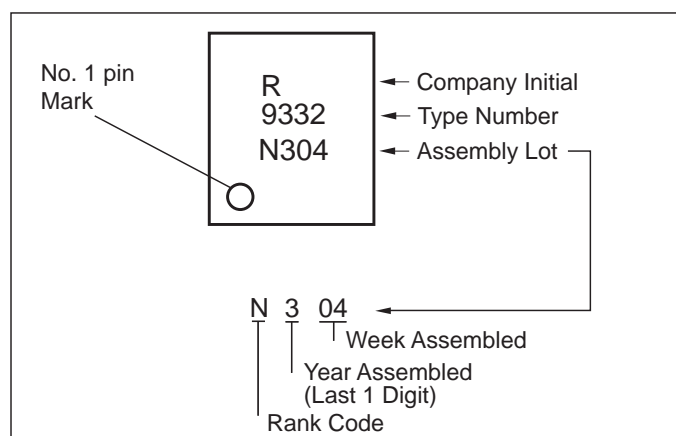 No. 1 pin
Mark
R
9332
N304
Company Initial
Type Number
Assembly Lot
N 3 04
Week Assembled
Year Assembled
(Last 1 Digit)
Rank Code